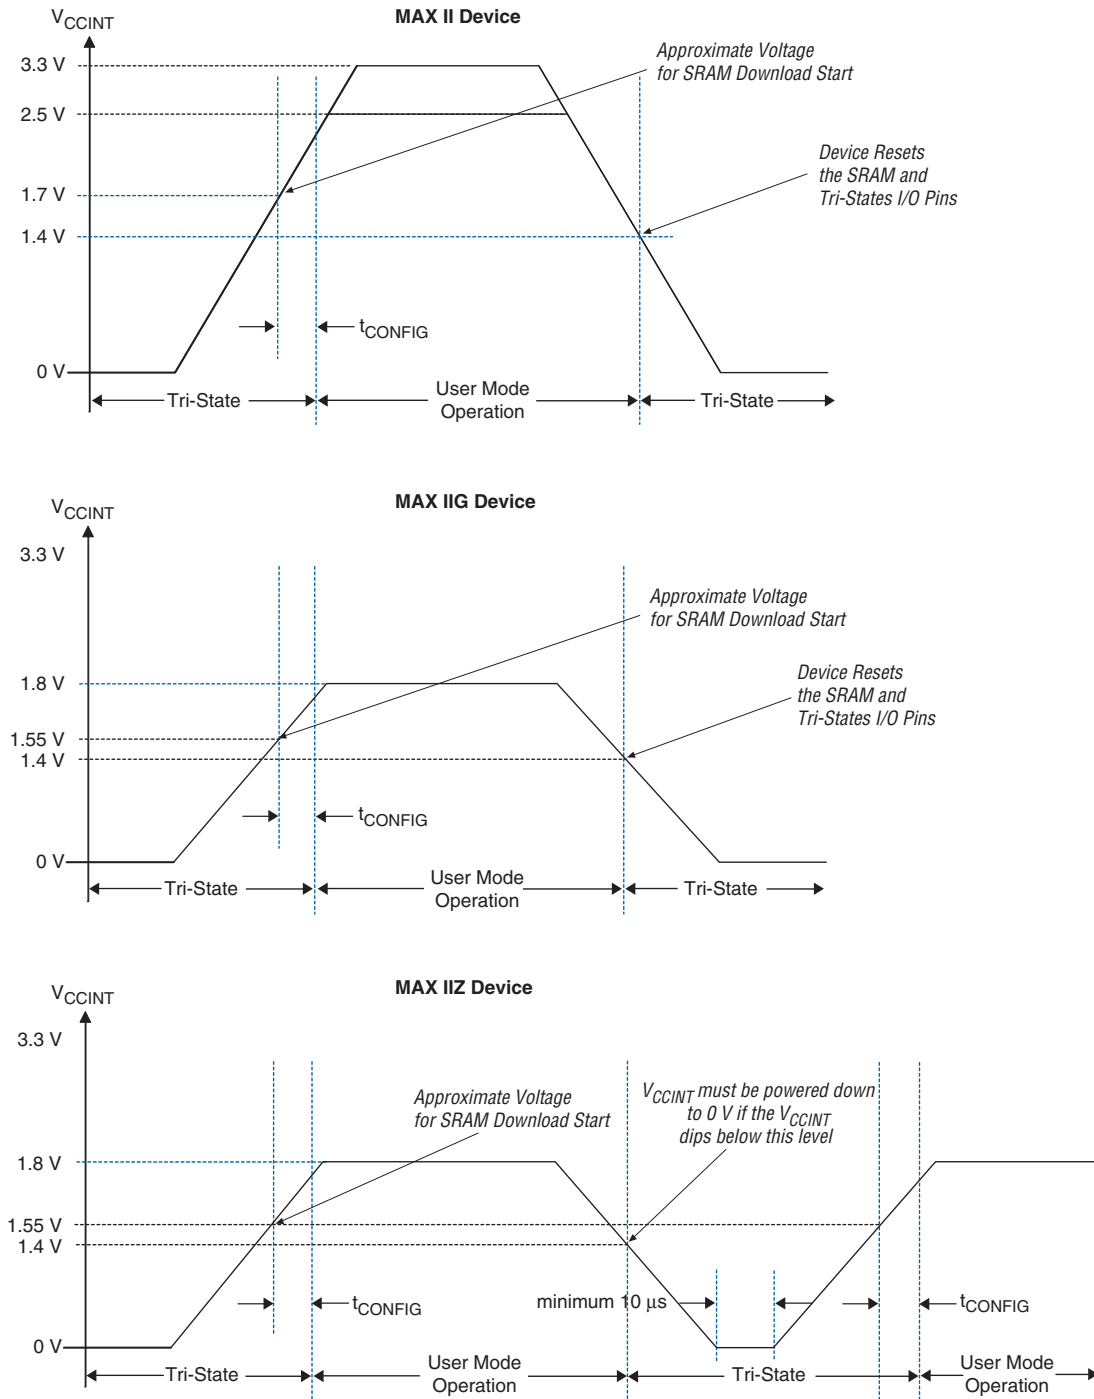 MAX II Device
VCCINT
3.3 V
Approximate Voltage
for SRAM Download Start
2.5 V
Device Resets
the SRAM and
Tri-States I/O Pins
1.7 V
1.4 V
tCONFIG
0 V
Tri-State
User Mode
Operation
Tri-State
MAX IIG Device
VCCINT
3.3 V
Approximate Voltage
for SRAM Download Start
Device Resets
the SRAM and
Tri-States I/O Pins
1.8 V
1.55 V
1.4 V
tCONFIG
0 V
Tri-State
User Mode
Operation
Tri-State
MAX IIZ Device
VCCINT
3.3 V
Approximate Voltage
for SRAM Download Start
VCCINT must be powered down
to 0 V if the VCCINT
dips below this level
1.8 V
1.55 V
1.4 V
tCONFIG
minimum 10 µs
tCONFIG
0 V
Tri-State
User Mode
Operation
Tri-State
User Mode
Operation